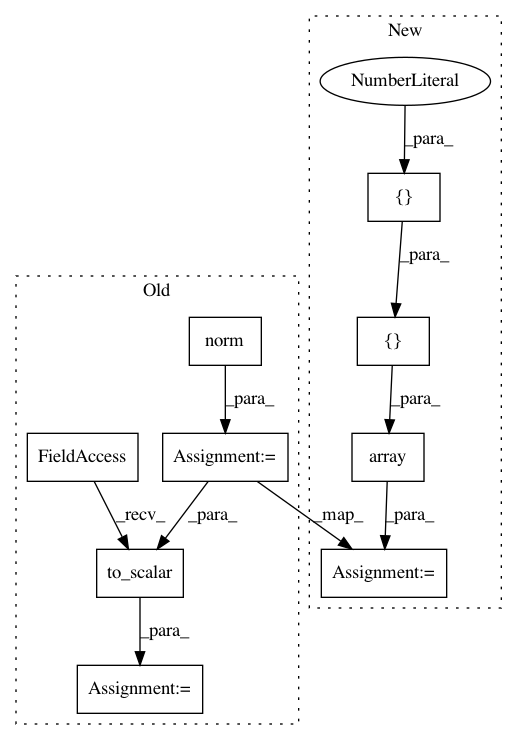 New
NumberLiteral
_para_
{}
_para_
Old
norm
{}
_para_
_para_
FieldAccess
Assignment:=
array
_recv_
_para_
_map_
_para_
to_scalar
Assignment:=
_para_
Assignment:=